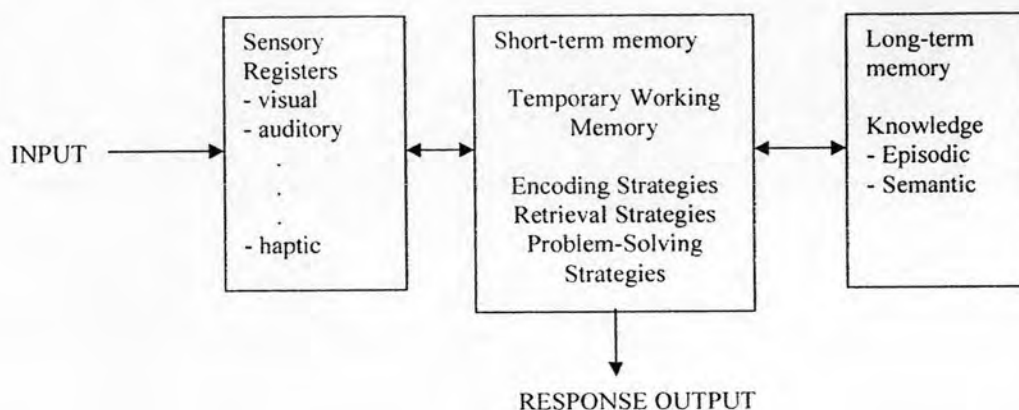 INPUT
Sensory
Registers
- visual
- auditory
.
.
- haptic
Short-term memory
Temporary Working
Memory
Encoding Strategies
Retrieval Strategies
Problem-Solving
Strategies
RESPONSE OUTPUT
Long-term
memory
Knowledge
- Episodic
- Semantic